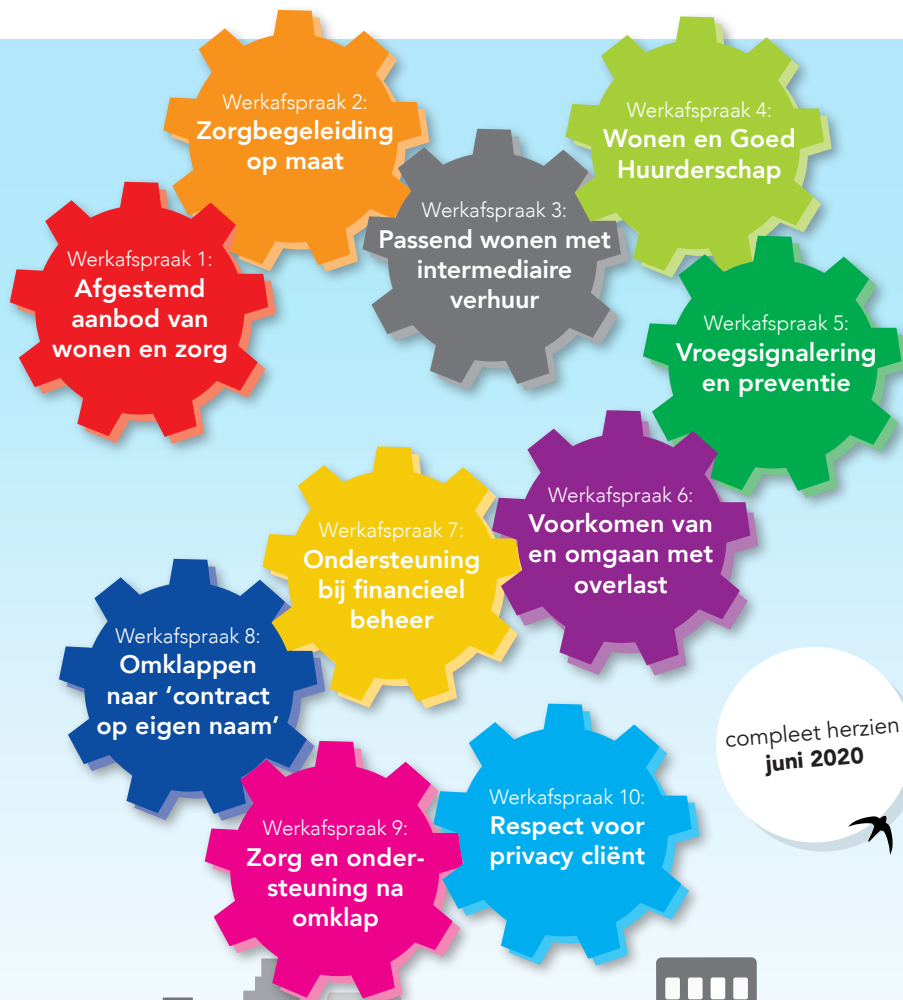 Werkafspraak 1:
Afgestemd
aanbod van
wonen en zorg
Werkafspraak 2:
Zorgbegeleiding
op maat
Werkafspraak 3:
Passend wonen met
intermediaire
verhuur
Werkafspraak 4:
Wonen en Goed
Huurderschap
Werkafspraak 5:
Vroegsignalering
en preventie
Werkafspraak 6:
Voorkomen van
en omgaan met
overlast
Werkafspraak 7:
Ondersteuning
bij financieel
beheer
Werkafspraak 8:
Omklappen
naar ‘contract
op eigen naam’
Werkafspraak 9:
Zorg en onder-
steuning na
omklap
Werkafspraak 10:
Respect voor
privacy cliënt
compleet herzien
juni 2020